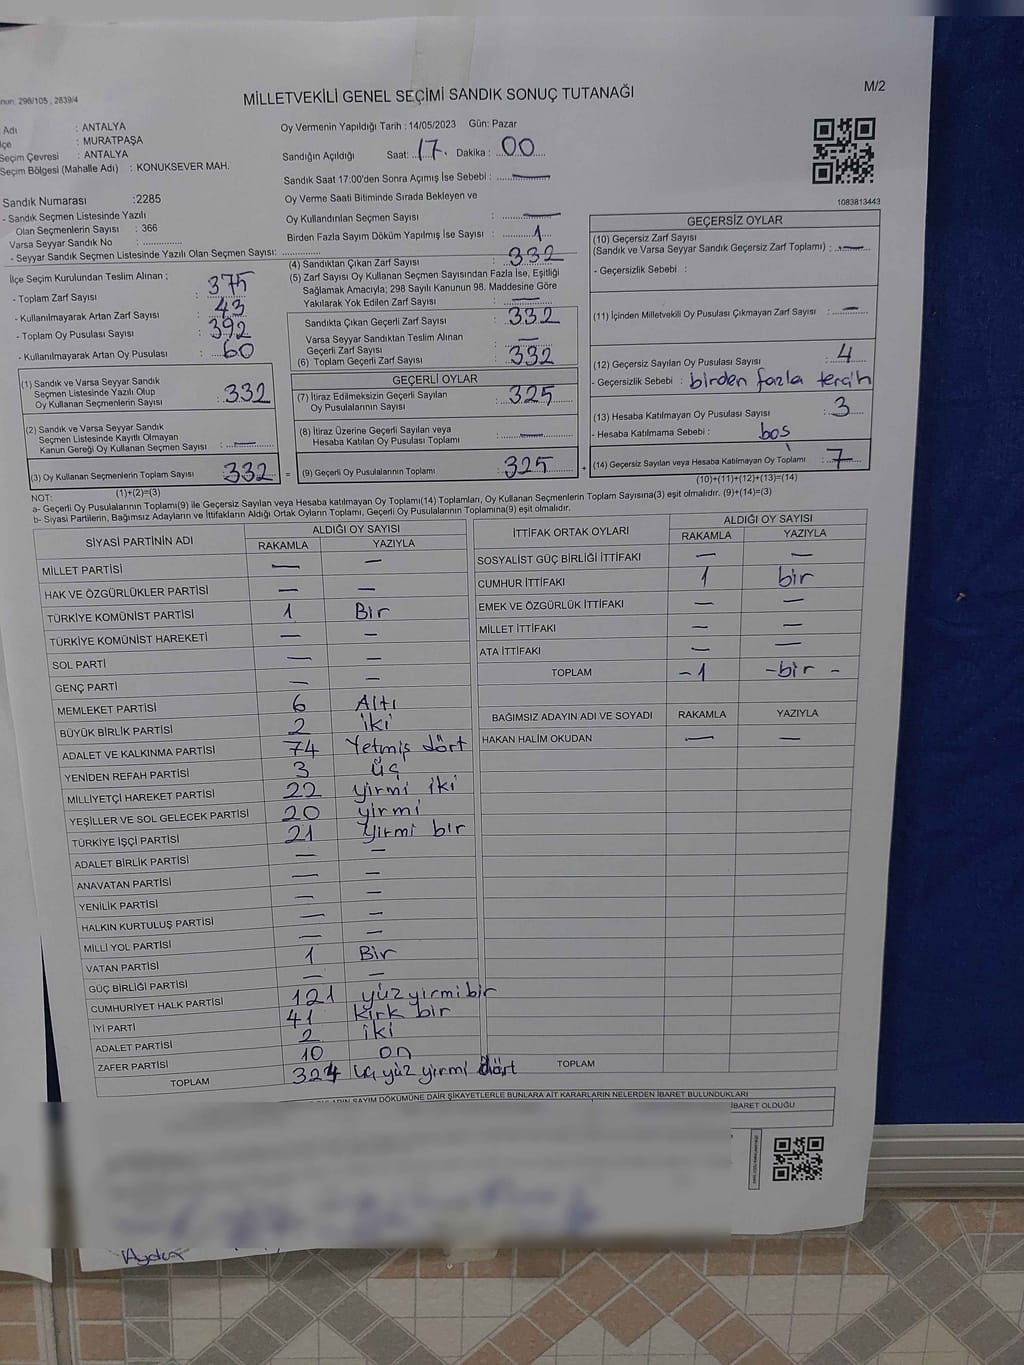 nun: 298/105 , 2839/4
M/2
MİLLETVEKİLİ GENEL SEÇİMİ SANDIK SONUÇ TUTANAĞI
Adı : ANTALYA
lçe : MURATPAŞA
Seçim Çevresi : ANTALYA
Seçim Bölgesi (Mahalle Adı) : KONUKSEVER MAH.
Sandık Numarası :2285
- Sandık Seçmen Listesinde Yazılı
Olan Seçmenlerin Sayısı : 366
Varsa Seyyar Sandık No : ..............
- Seyyar Sandık Seçmen Listesinde Yazılı Olan Seçmen Sayısı: ..............
Oy Vermenin Yapıldığı Tarih : 14/05/2023 Gün: Pazar
Sandığın Açıldığı Saat: 17. Dakika : 00
Sandık Saat 17:00'den Sonra Açımış İse Sebebi : —
Oy Verme Saati Bitiminde Sırada Bekleyen ve
Oy Kullandırılan Seçmen Sayısı : —
Birden Fazla Sayım Döküm Yapılmış İse Sayısı : 1
1083813443
İlçe Seçim Kurulundan Teslim Alınan ;
- Toplam Zarf Sayısı : 375
- Kullanılmayarak Artan Zarf Sayısı : 43
- Toplam Oy Pusulası Sayısı : 392
- Kullanılmayarak Artan Oy Pusulası : 60
(4) Sandıktan Çıkan Zarf Sayısı : 332
(5) Zarf Sayısı Oy Kullanan Seçmen Sayısından Fazla İse, Eşitliği
Sağlamak Amacıyla; 298 Sayılı Kanunun 98. Maddesine Göre
Yakılarak Yok Edilen Zarf Sayısı : —
Sandıkta Çıkan Geçerli Zarf Sayısı : 332
Varsa Seyyar Sandıktan Teslim Alınan
Geçerli Zarf Sayısı : —
(6) Toplam Geçerli Zarf Sayısı : 332
GEÇERSİZ OYLAR
(10) Geçersiz Zarf Sayısı
(Sandık ve Varsa Seyyar Sandık Geçersiz Zarf Toplamı) : —
- Geçersizlik Sebebi :
(11) İçinden Milletvekili Oy Pusulası Çıkmayan Zarf Sayısı : —
(12) Geçersiz Sayılan Oy Pusulası Sayısı : 4
- Geçersizlik Sebebi : birden fazla tercih
(13) Hesaba Katılmayan Oy Pusulası Sayısı : 3
- Hesaba Katılmama Sebebi : boş
(14) Geçersiz Sayılan veya Hesaba Katılmayan Oy Toplamı : 7
(10)+(11)+(12)+(13)=(14)
(1) Sandık ve Varsa Seyyar Sandık
Seçmen Listesinde Yazılı Olup
Oy Kullanan Seçmenlerin Sayısı : 332
(2) Sandık ve Varsa Seyyar Sandık
Seçmen Listesinde Kayıtlı Olmayan
Kanun Gereği Oy Kullanan Seçmen Sayısı : —
(3) Oy Kullanan Seçmenlerin Toplam Sayısı : 332 =
(1)+(2)=(3)
GEÇERLİ OYLAR
(7) İtiraz Edilmeksizin Geçerli Sayılan
Oy Pusulalarının Sayısı : 325
(8) İtiraz Üzerine Geçerli Sayılan veya
Hesaba Katılan Oy Pusulası Toplamı : —
(9) Geçerli Oy Pusulalarının Toplamı : 325 +
NOT:
a- Geçerli Oy Pusulalarının Toplamı(9) ile Geçersiz Sayılan veya Hesaba katılmayan Oy Toplamı(14) Toplamları, Oy Kullanan Seçmenlerin Toplam Sayısına(3) eşit olmalıdır. (9)+(14)=(3)
b- Siyasi Partilerin, Bağımsız Adayların ve İttifakların Aldığı Ortak Oyların Toplamı, Geçerli Oy Pusulalarının Toplamına(9) eşit olmalıdır.
SİYASİ PARTİNİN ADI ALDIĞI OY SAYISI
RAKAMLA YAZIYLA
MİLLET PARTİSİ — —
HAK VE ÖZGÜRLÜKLER PARTİSİ — —
TÜRKİYE KOMÜNİST PARTİSİ 1 Bir
TÜRKİYE KOMÜNİST HAREKETİ — —
SOL PARTİ — —
GENÇ PARTİ — —
MEMLEKET PARTİSİ 6 Altı
BÜYÜK BİRLİK PARTİSİ 2 iki
ADALET VE KALKINMA PARTİSİ 74 Yetmiş dört
YENİDEN REFAH PARTİSİ 3 üç
MİLLİYETÇİ HAREKET PARTİSİ 22 yirmi iki
YEŞİLLER VE SOL GELECEK PARTİSİ 20 yirmi
TÜRKİYE İŞÇİ PARTİSİ 21 Yirmi bir
ADALET BİRLİK PARTİSİ — —
ANAVATAN PARTİSİ — —
YENİLİK PARTİSİ — —
HALKIN KURTULUŞ PARTİSİ — —
MİLLİ YOL PARTİSİ — —
VATAN PARTİSİ 1 Bir
GÜÇ BİRLİĞİ PARTİSİ — —
CUMHURİYET HALK PARTİSİ 121 yüz yirmi bir
İYİ PARTİ 41 kırk bir
ADALET PARTİSİ 2 iki
ZAFER PARTİSİ 10 on
TOPLAM 324 üç yüz yirmi dört
İTTİFAK ORTAK OYLARI ALDIĞI OY SAYISI
RAKAMLA YAZIYLA
SOSYALİST GÜÇ BİRLİĞİ İTTİFAKI — —
CUMHUR İTTİFAKI 1 bir
EMEK VE ÖZGÜRLÜK İTTİFAKI — —
MİLLET İTTİFAKI — —
ATA İTTİFAKI — —
TOPLAM -1 -bir -
BAĞIMSIZ ADAYIN ADI VE SOYADI RAKAMLA YAZIYLA
HAKAN HALİM OKUDAN — —
TOPLAM
SAYIM DÖKÜMÜNE DAİR ŞİKAYETLERLE BUNLARA AİT KARARLARIN NELERDEN İBARET BULUNDUKLARI
İBARET OLDUĞU